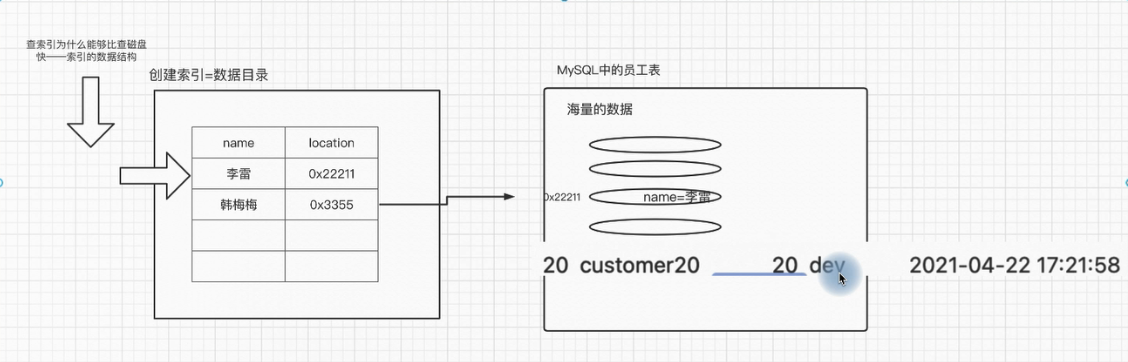 查索引为什么能够比查磁盘
快——索引的数据结构
创建索引=数据目录
name location
李雷 0x22211
韩梅梅 0x3355
MySQL中的员工表
海量的数据
0x22211 name=李雷
20 customer20 20 dev 2021-04-22 17:21:58